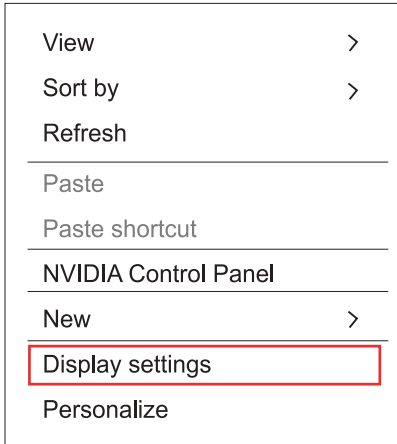 View
Sort by
Refresh
Paste
Paste shortcut
NVIDIA Control Panel
New
Display settings
Personalize